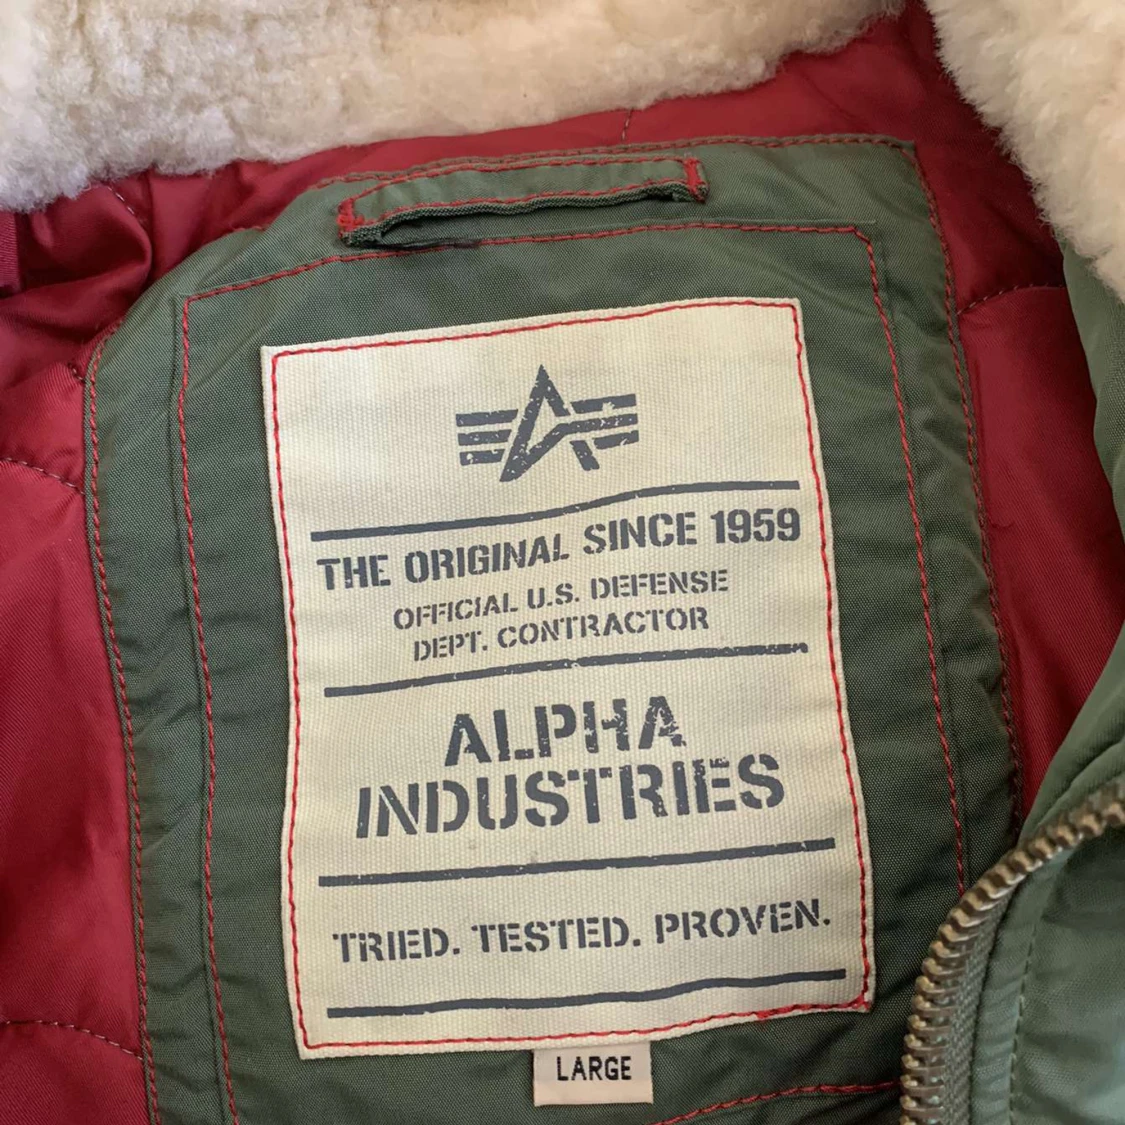 THE ORIGINAL SINCE 1959
OFFICIAL U.S. DEFENSE
DEPT. CONTRACTOR
ALPHA
INDUSTRIES
TRIED. TESTED. PROVEN.
LARGE